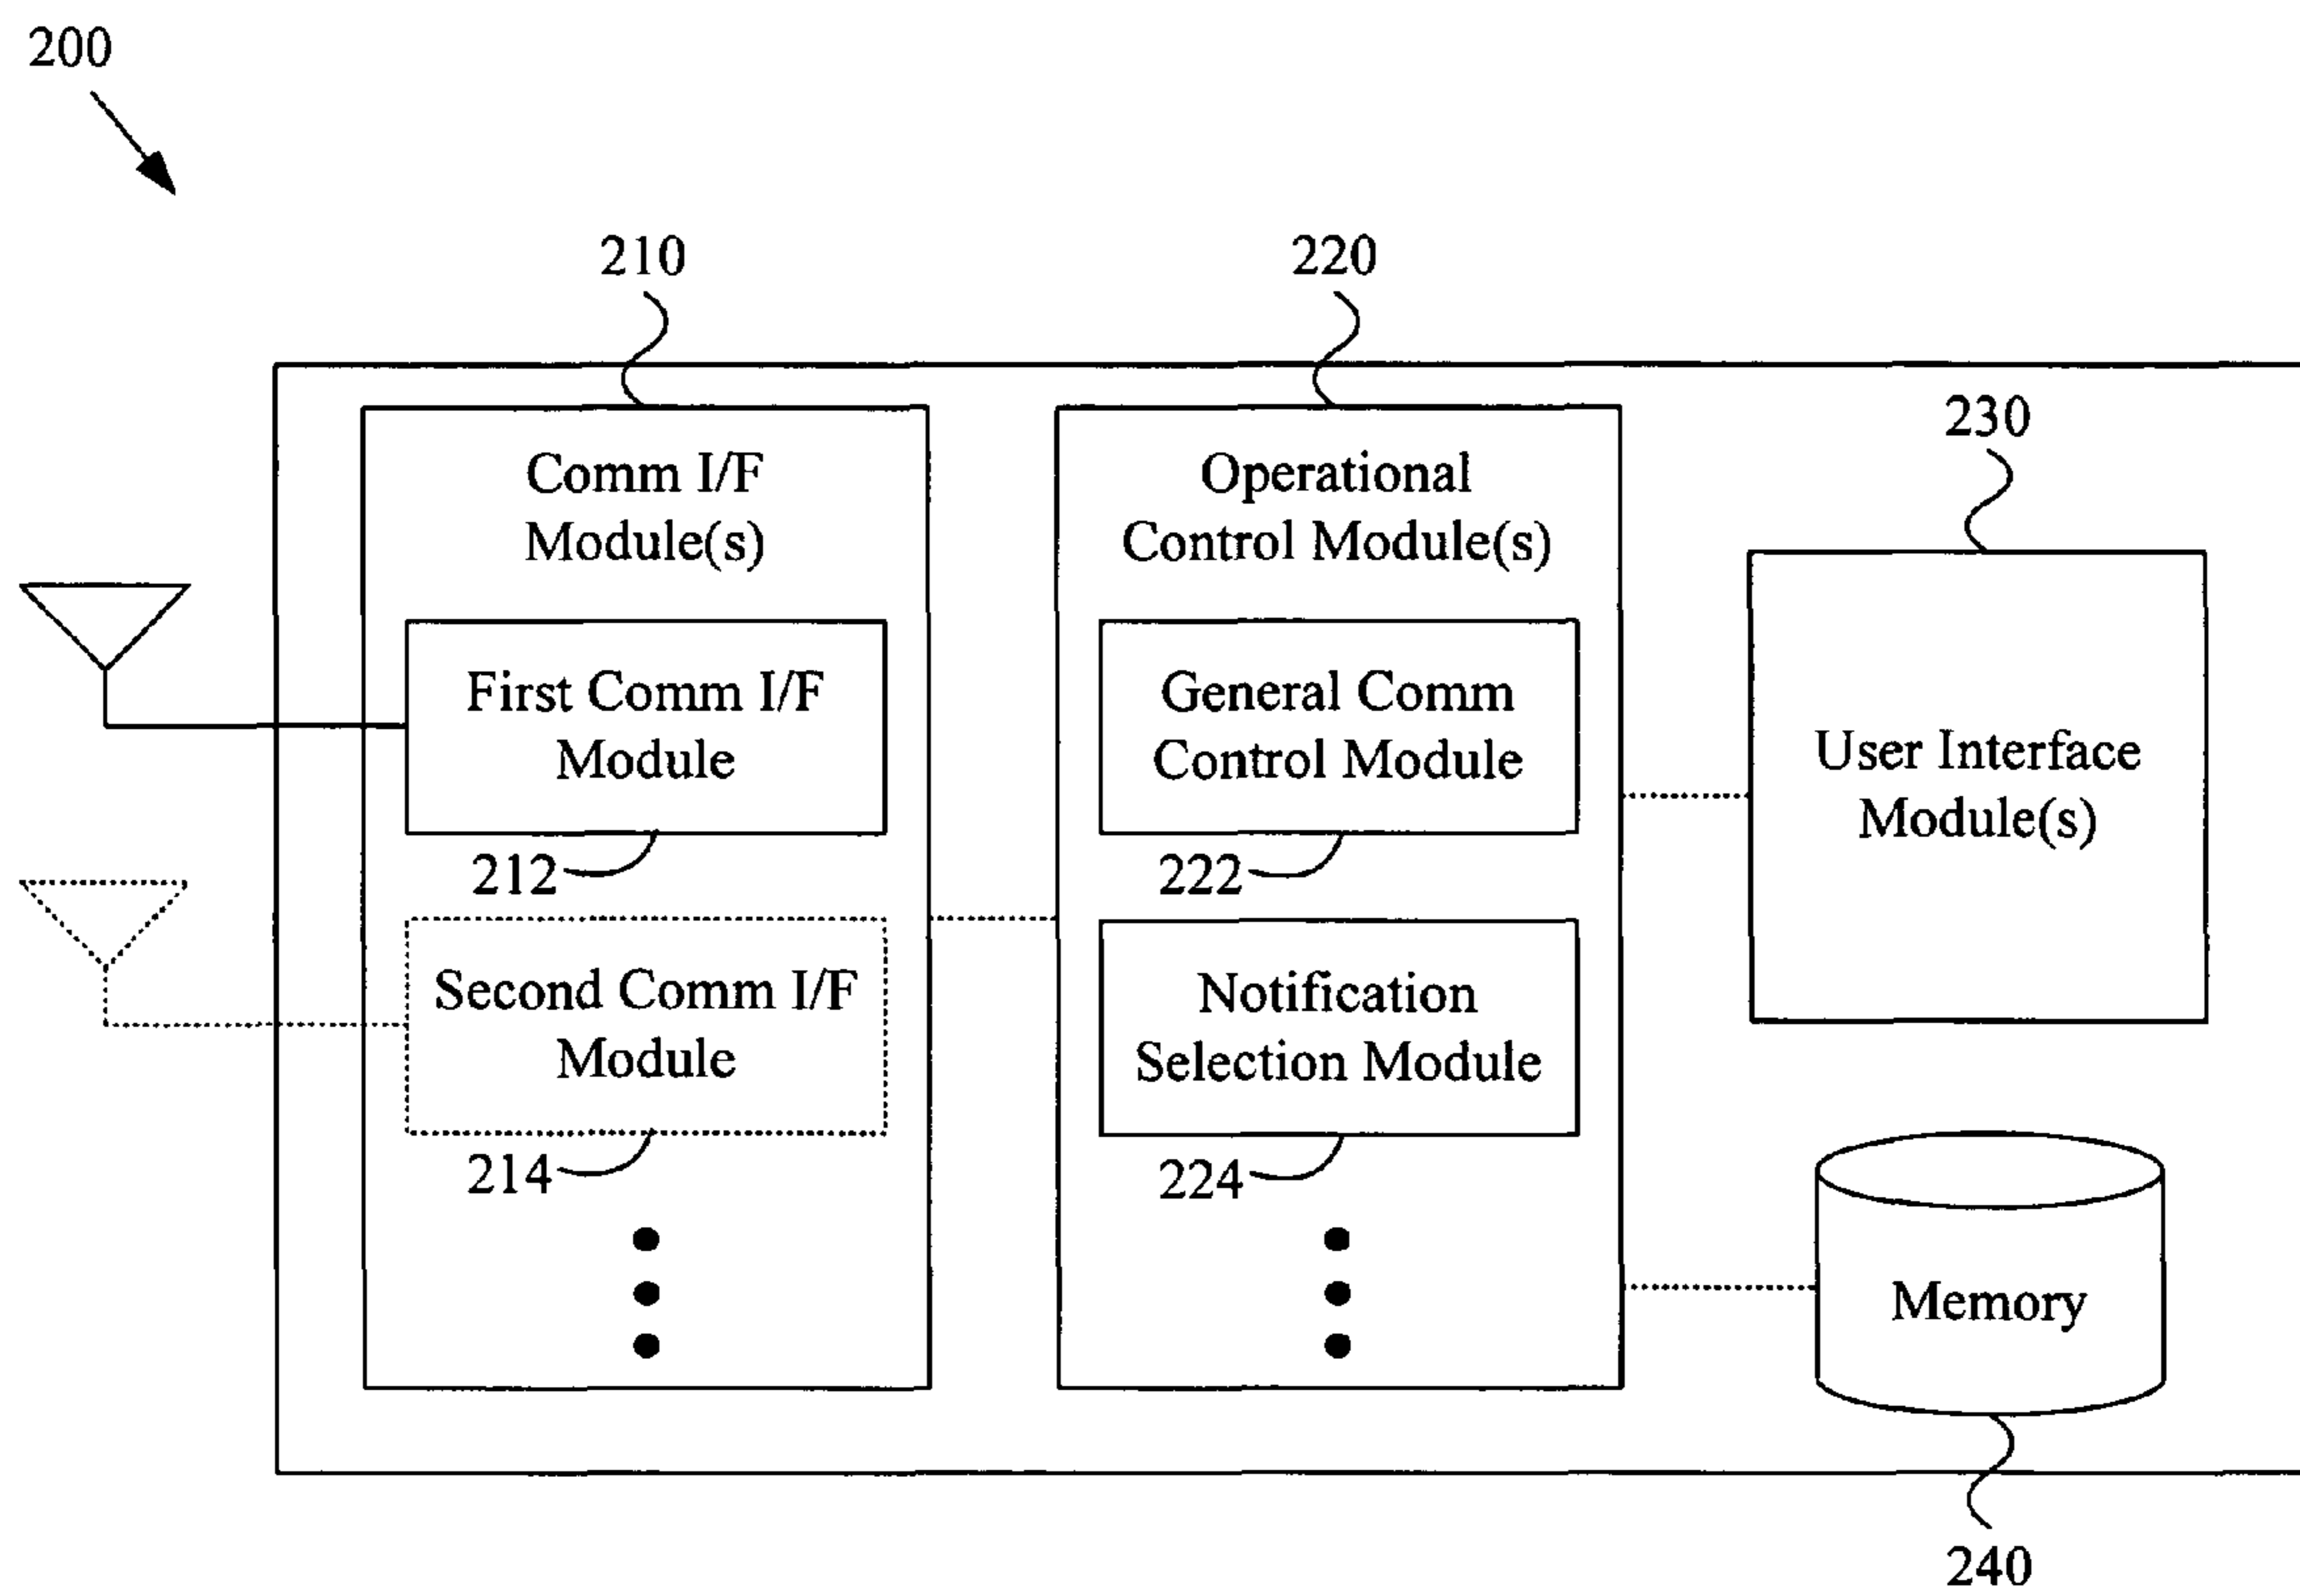 200
210
220
230
Comm I/F
Module(s)
Operational
Control Module(s)
First Comm I/F
Module
212
General Comm
Control Module
222
User Interface
Module(s)
Second Comm I/F
Module
214
Notification
Selection Module
224
Memory
240